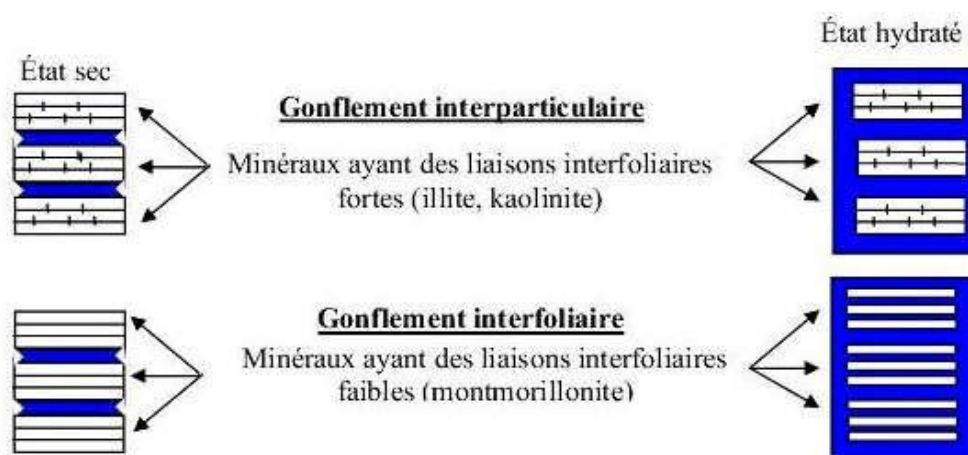 État hydraté
État sec
Gonflement interparticulaire
Minéraux ayant des liaisons interfoliaires
fortes (illite, kaolinite)
Gonflement interfoliaire
Minéraux ayant des liaisons interfoliaires
faibles (montmorillonite)